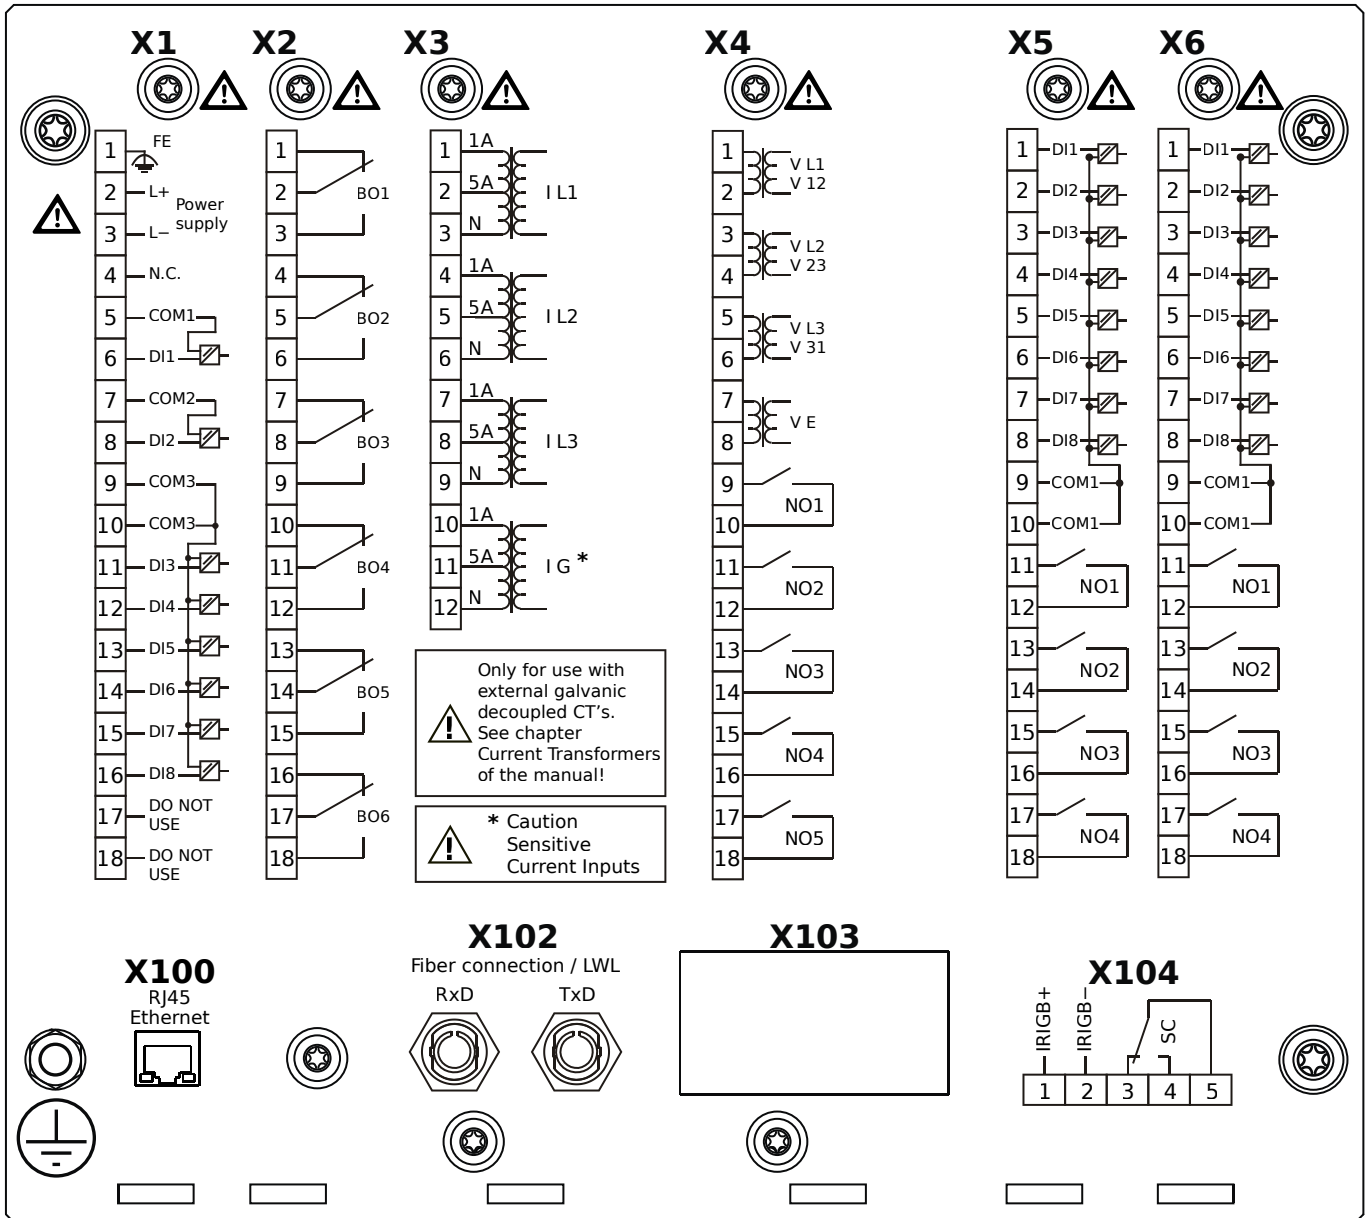 X1
X2
X3
X4
X5
X6
1
FE
2
L+
Power
supply
3
L−
4
N.C.
5
COM1
6
DI1
7
COM2
8
DI2
9
COM3
10
COM3
11
DI3
12
DI4
13
DI5
14
DI6
15
DI7
16
DI8
17
DO NOT
USE
18
DO NOT
USE
1
2
BO1
3
4
5
BO2
6
7
8
BO3
9
10
11
BO4
12
13
14
BO5
15
16
17
BO6
18
1
1A
2
5A
I L1
3
N
4
1A
5
5A
I L2
6
N
7
1A
8
5A
I L3
9
N
10
1A
11
5A
I G *
12
N
Only for use with
external galvanic
decoupled CT's.
See chapter
Current Transformers
of the manual!
* Caution
Sensitive
Current Inputs
1
V L1
2
V 12
3
V L2
4
V 23
5
V L3
6
V 31
7
V E
8
9
NO1
10
11
NO2
12
13
NO3
14
15
NO4
16
17
NO5
18
1
DI1
2
DI2
3
DI3
4
DI4
5
DI5
6
DI6
7
DI7
8
DI8
9
COM1
10
COM1
11
NO1
12
13
NO2
14
15
NO3
16
17
NO4
18
1
DI1
2
DI2
3
DI3
4
DI4
5
DI5
6
DI6
7
DI7
8
DI8
9
COM1
10
COM1
11
NO1
12
13
NO2
14
15
NO3
16
17
NO4
18
X100
RJ45
Ethernet
X102
Fiber connection / LWL
RxD
TxD
X103
X104
IRIGB+
IRIGB−
SC
1
2
3
4
5